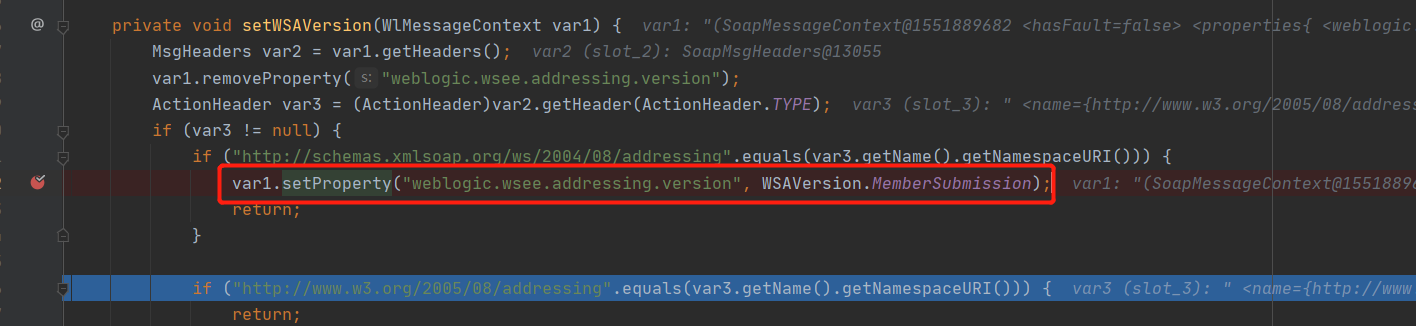 @ private void setWSAVersion(WlMessageContext var1) { var1: "(SoapMessageContext@1551889682 <hasFault=false> <properties{ <weblogic.
MsgHeaders var2 = var1.getHeaders(); var2 (slot_2): SoapMsgHeaders@13055
var1.removeProperty( s: "weblogic.wsee.addressing.version");
ActionHeader var3 = (ActionHeader)var2.getHeader(ActionHeader.TYPE); var3 (slot_3): " <name={http://www.w3.org/2005/08/address
if (var3 != null) {
if ("http://schemas.xmlsoap.org/ws/2004/08/addressing".equals(var3.getName().getNamespaceURI())) {
var1.setProperty("weblogic.wsee.addressing.version", WSAVersion.MemberSubmission); var1: "(SoapMessageContext@15518896
return;
}
if ("http://www.w3.org/2005/08/addressing".equals(var3.getName().getNamespaceURI())) { var3 (slot_3): " <name={http://www
return;